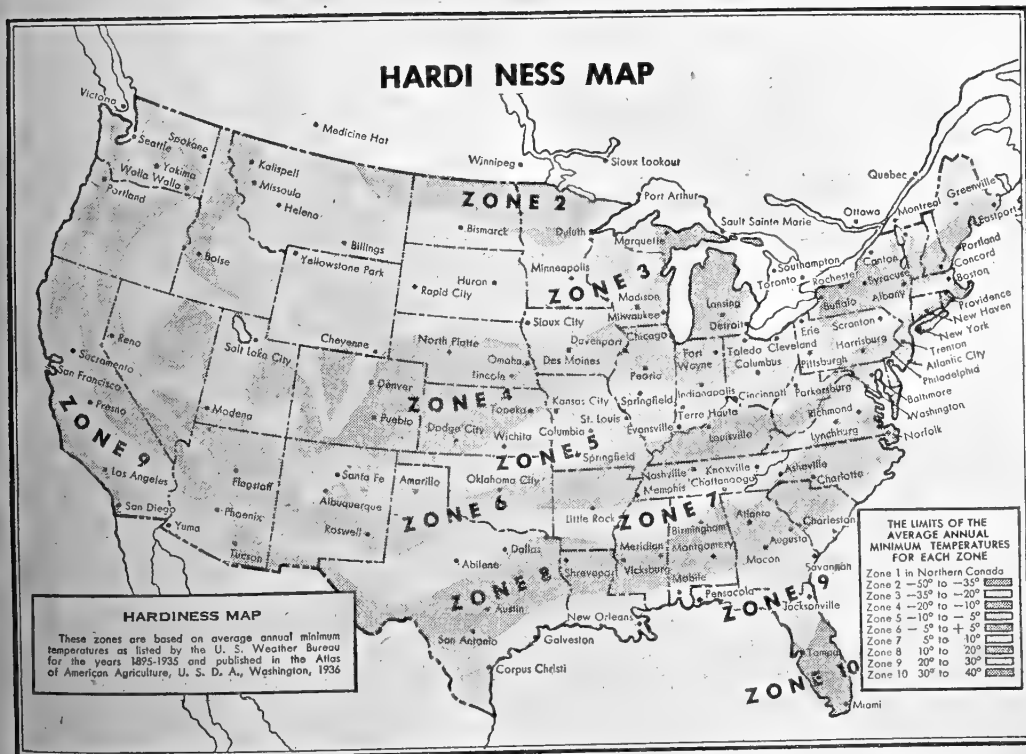 HARDI NESS MAP
Victoria
Medicine Hat
Winnipeg
Sioux Lookout
Quebec
Seattle
Spokane
Yakima
Walla Walla
Portland
Kalispell
Missoula
Helena
Billings
ZONE 2
Bismarck
Duluth
Port Arthur
Sault Sainte Marie
Marquette
Ottawa
Montreal
Greenville
Eastport
Boise
Yellowstone Park
Huron
Rapid City
Minneapolis
ZONE 3
Madison
Milwaukee
Lansing
Detroit
Southampton
Toronto
Rochester
Canton
Syracuse
Buffalo
Albany
Portland
Concord
Boston
Providence
New Haven
New York
Trenton
Atlantic City
Philadelphia
Baltimore
Washington
Norfolk
Reno
Sacramento
San Francisco
Fresno
ZONE 9
Los Angeles
San Diego
Salt Lake City
Modena
Cheyenne
Denver
Pueblo
North Platte
Sioux City
Omaha
Lincoln
Des Moines
Davenport
Chicago
Peoria
Fort Wayne
Toledo
Cleveland
Columbus
Erie
Scranton
Harrisburg
Pittsburgh
Parkersburg
Indianapolis
Cincinnati
Springfield
Terre Hauta
ZONE 4
Topeka
Dodge City
Wichita
Kansas City
Columbia
St. Louis
Evansville
Louisville
Richmond
Lynchburg
ZONE 5
Springfield
Nashville
Knoxville
Memphis
Chattanooga
Asheville
Charlotte
Flagstaff
Phoenix
Yuma
Tucson
Santa Fe
Albuquerque
Roswell
Amarillo
Oklahoma City
ZONE 6
Little Rock
ZONE 7
Birmingham
Atlanta
Augusta
Macon
Charleston
Savannah
Abilene
Dallas
ZONE 8
Austin
San Antonio
Corpus Christi
Galveston
Shreveport
Vicksburg
Meridian
Montgomery
Mobile
New Orleans
Pensacola
ZONE 9
Jacksonville
Tampa
ZONE 10
Miami
HARDINESS MAP
These zones are based on average annual minimum
temperatures as listed by the U. S. Weather Bureau
for the years 1895-1935 and published in the Atlas
of American Agriculture, U. S. D. A., Washington, 1936
THE LIMITS OF THE
AVERAGE ANNUAL
MINIMUM TEMPERATURES
FOR EACH ZONE
Zone 1 in Northern Canada
Zone 2 −50° to −35°
Zone 3 −35° to −20°
Zone 4 −20° to −10°
Zone 5 −10° to − 5°
Zone 6 − 5° to + 5°
Zone 7 5° to 10°
Zone 8 10° to 20°
Zone 9 20° to 30°
Zone 10 30° to 40°